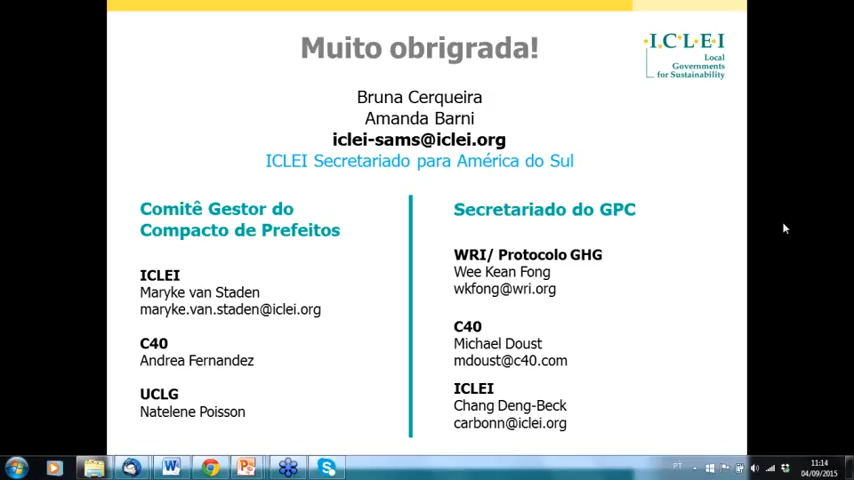 Muito obrigrada!
I.C.L.E.I
Local
Governments
for Sustainability
Bruna Cerqueira
Amanda Barni
iclei-sams@iclei.org
ICLEI Secretariado para América do Sul
Comitê Gestor do
Compacto de Prefeitos
ICLEI
Maryke van Staden
maryke.van.staden@iclei.org
C40
Andrea Fernandez
UCLG
Natelene Poisson
Secretariado do GPC
WRI/ Protocolo GHG
Wee Kean Fong
wkfong@wri.org
C40
Michael Doust
mdoust@c40.com
ICLEI
Chang Deng-Beck
carbonn@iclei.org
PT
11:14
04/09/2015